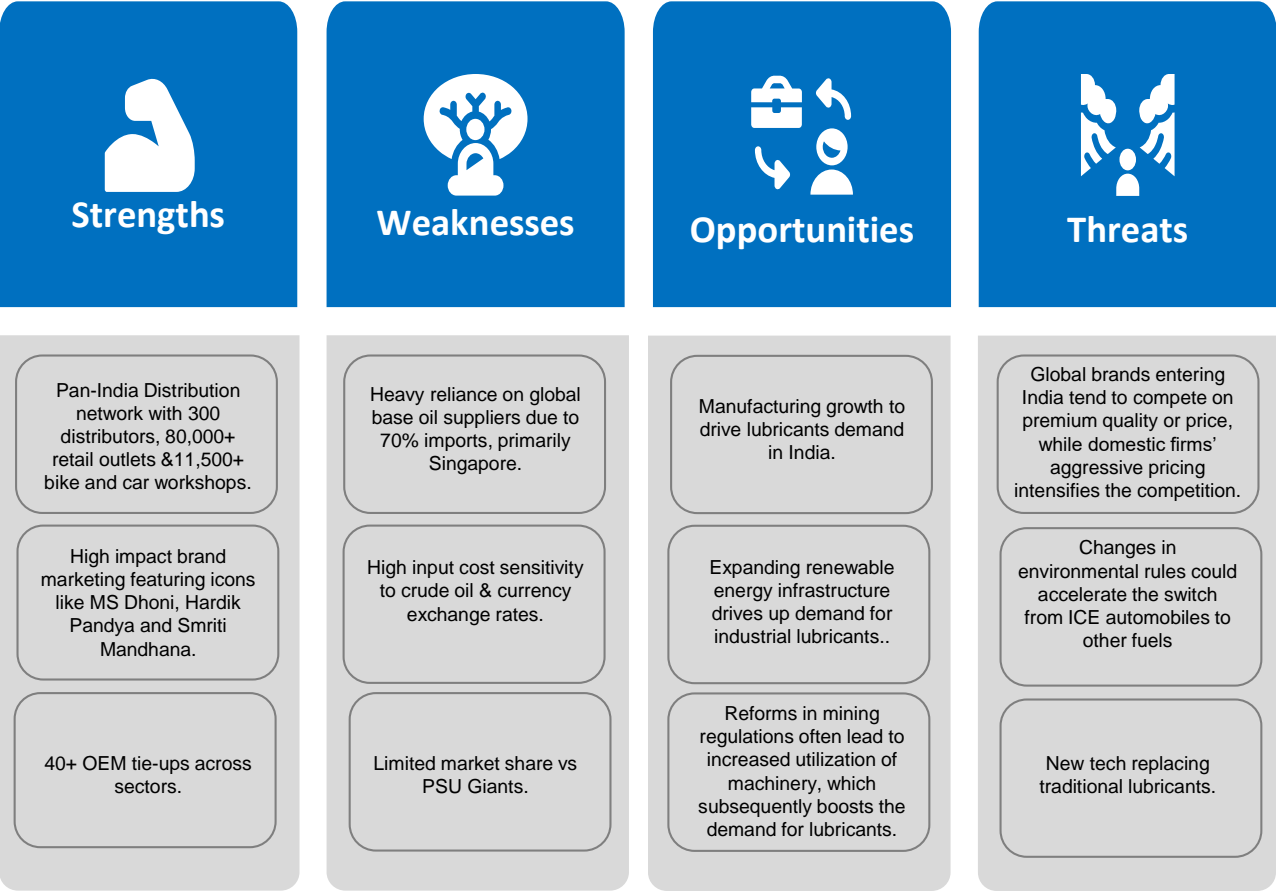 Strengths
Pan-India Distribution
network with 300
distributors, 80,000+
retail outlets &11,500+
bike and car workshops.
High impact brand
marketing featuring icons
like MS Dhoni, Hardik
Pandya and Smriti
Mandhana.
40+ OEM tie-ups across
sectors.
Weaknesses
Heavy reliance on global
base oil suppliers due to
70% imports, primarily
Singapore.
High input cost sensitivity
to crude oil & currency
exchange rates.
Limited market share vs
PSU Giants.
Opportunities
Manufacturing growth to
drive lubricants demand
in India.
Expanding renewable
energy infrastructure
drives up demand for
industrial lubricants..
Reforms in mining
regulations often lead to
increased utilization of
machinery, which
subsequently boosts the
demand for lubricants.
Threats
Global brands entering
India tend to compete on
premium quality or price,
while domestic firms’
aggressive pricing
intensifies the competition.
Changes in
environmental rules could
accelerate the switch
from ICE automobiles to
other fuels
New tech replacing
traditional lubricants.